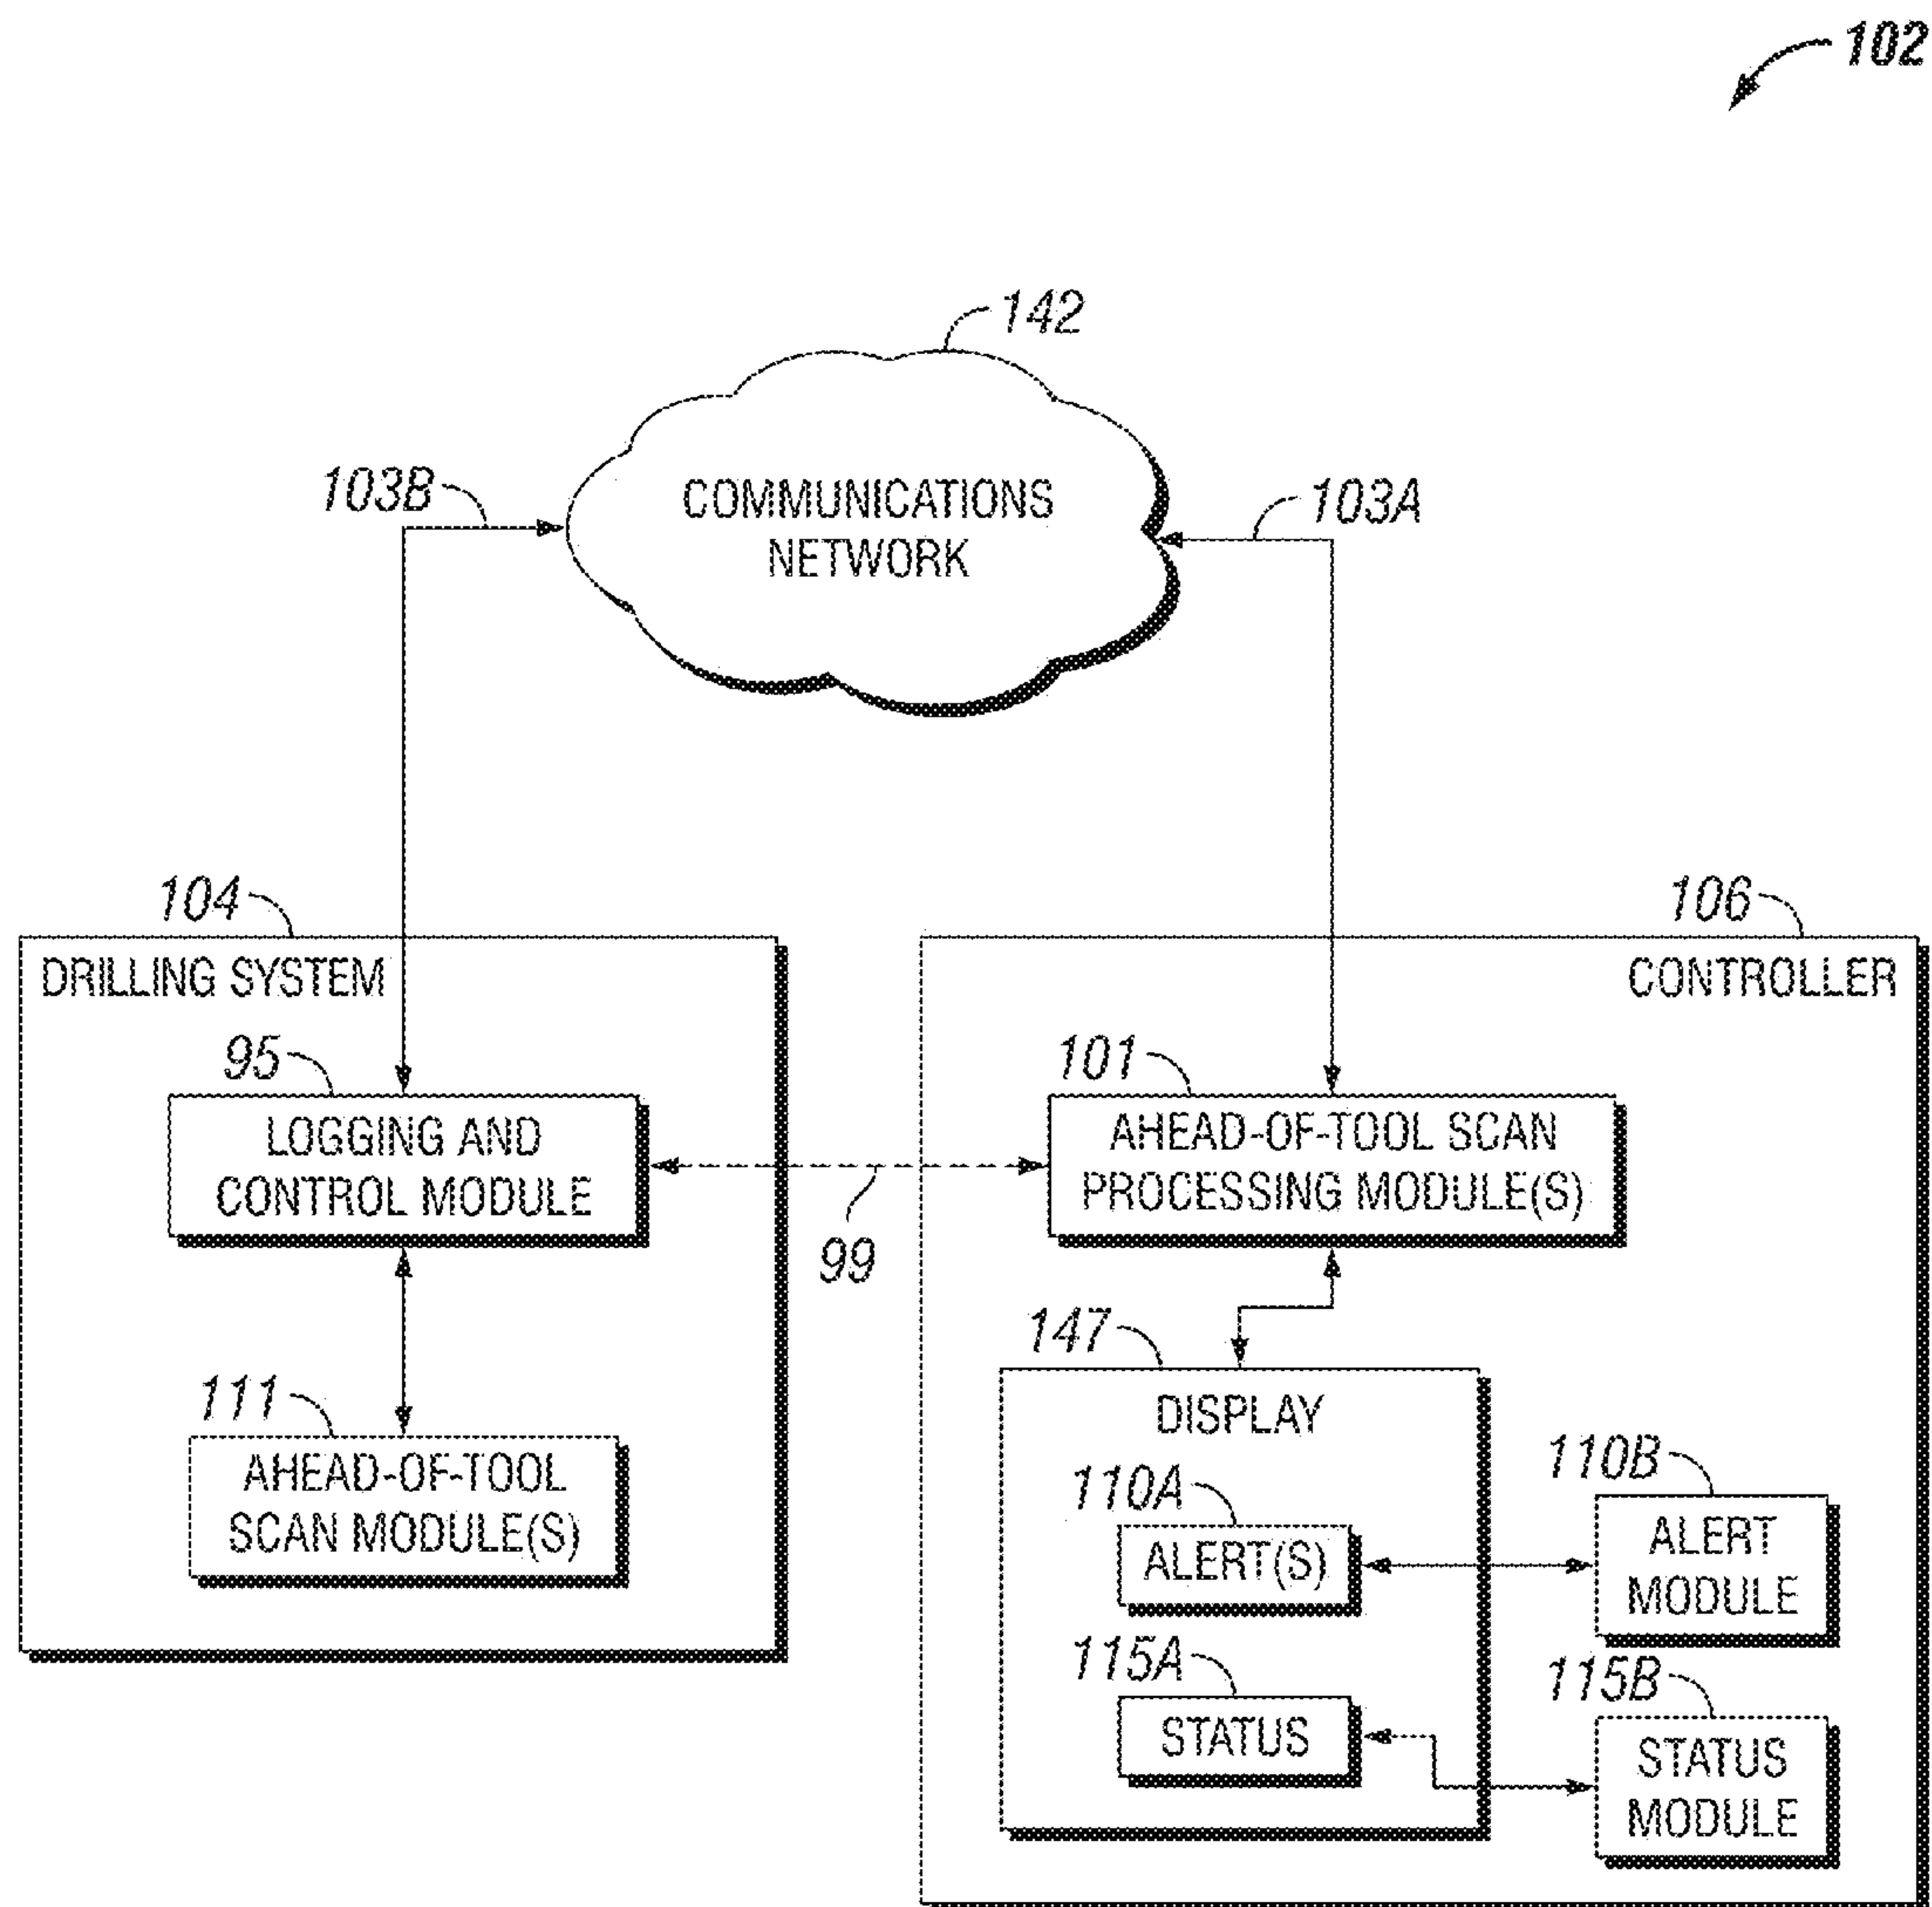 102
142
103B
COMMUNICATIONS
NETWORK
103A
104
DRILLING SYSTEM
95
LOGGING AND
CONTROL MODULE
99
111
AHEAD-OF-TOOL
SCAN MODULE(S)
106
CONTROLLER
101
AHEAD-OF-TOOL SCAN
PROCESSING MODULE(S)
147
DISPLAY
110A
ALERT(S)
110B
ALERT
MODULE
115A
STATUS
115B
STATUS
MODULE